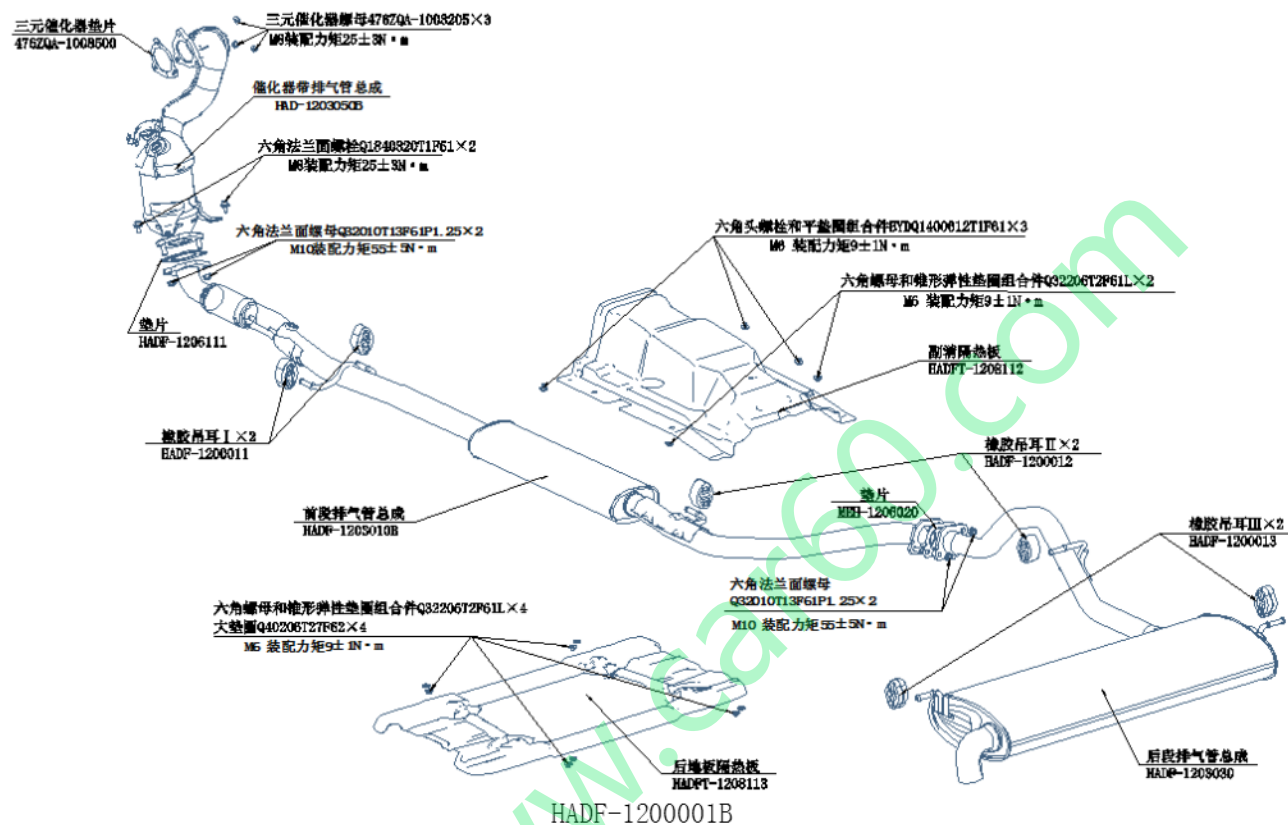 三元催化器垫片
476ZQA-1008500
三元催化器螺母476ZQA-1003205×3
M8装配力矩25±3N·m
催化器带排气管总成
HAD-1203050B
六角法兰面螺栓Q1840820T1F61×2
M8装配力矩25±3N·m
六角法兰面螺母Q32010T13F61P1.25×2
M10装配力矩55±5N·m
垫片
HADF-1206111
六角头螺栓和平垫圈组合件BYDQ1400612T1F61×3
M6 装配力矩9±1N·m
六角螺母和锥形弹性垫圈组合件Q32206T2F61L×2
M6 装配力矩9±1N·m
副消隔热板
HADFT-1208112
橡胶吊耳Ⅰ×2
HADF-1200011
橡胶吊耳Ⅱ×2
HADF-1200012
垫片
MEH-1206020
橡胶吊耳Ⅲ×2
HADF-1200013
前段排气管总成
HADF-1203010B
六角法兰面螺母
Q32010T13F61P1.25×2
M10 装配力矩55±5N·m
六角螺母和锥形弹性垫圈组合件Q32206T2F61L×4
大垫圈Q40206T27F62×4
M6 装配力矩9±1N·m
后地板隔热板
HADFT-1208113
后段排气管总成
HADF-1203030
HADF-1200001B
w.car60.com